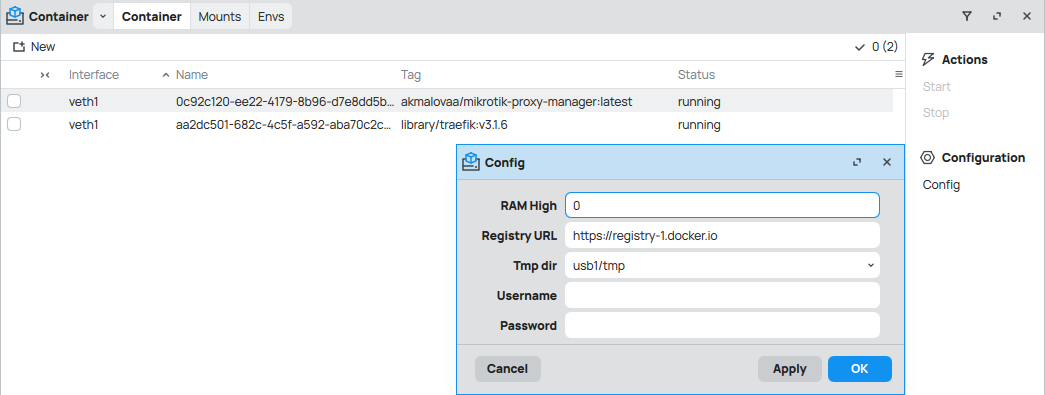 Container Container Mounts Envs
New 0 (2)
Interface Name Tag Status
veth1 0c92c120-ee22-4179-8b96-d7e8dd5b... akmalovaa/mikrotik-proxy-manager:latest running
veth1 aa2dc501-682c-4c5f-a592-aba70c2c... library/traefik:v3.1.6 running
Actions
Start
Stop
Configuration
Config
Config
RAM High 0
Registry URL https://registry-1.docker.io
Tmp dir usb1/tmp
Username
Password
Cancel Apply OK